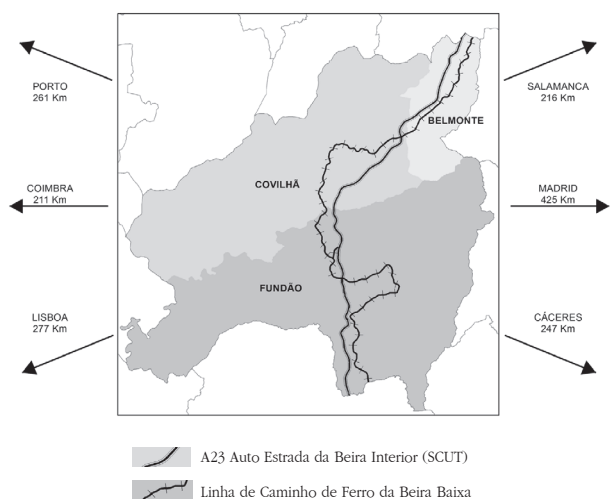 PORTO
261 Km
SALAMANCA
216 Km
BELMONTE
COVILHÃ
COIMBRA
211 Km
MADRID
425 Km
FUNDÃO
LISBOA
277 Km
CÁCERES
247 Km
A23 Auto Estrada da Beira Interior (SCUT)
Linha de Caminho de Ferro da Beira Baixa